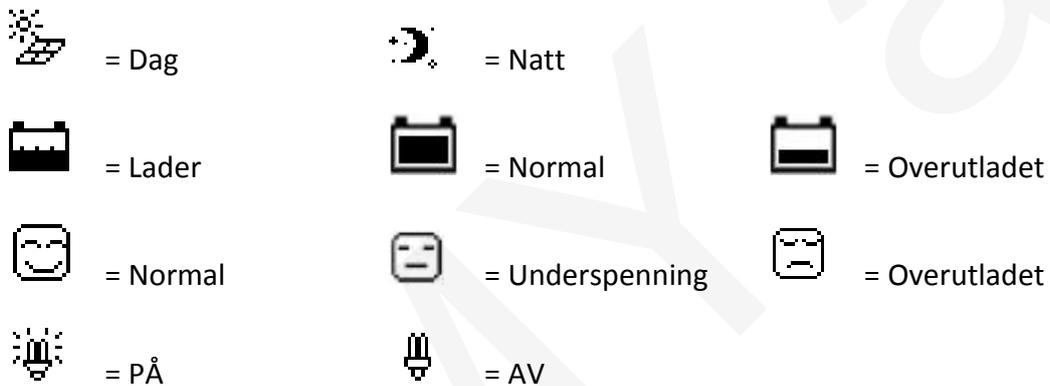 = Dag = Natt
= Lader = Normal = Overutladet
= Normal = Underspenning = Overutladet
= PÅ = AV